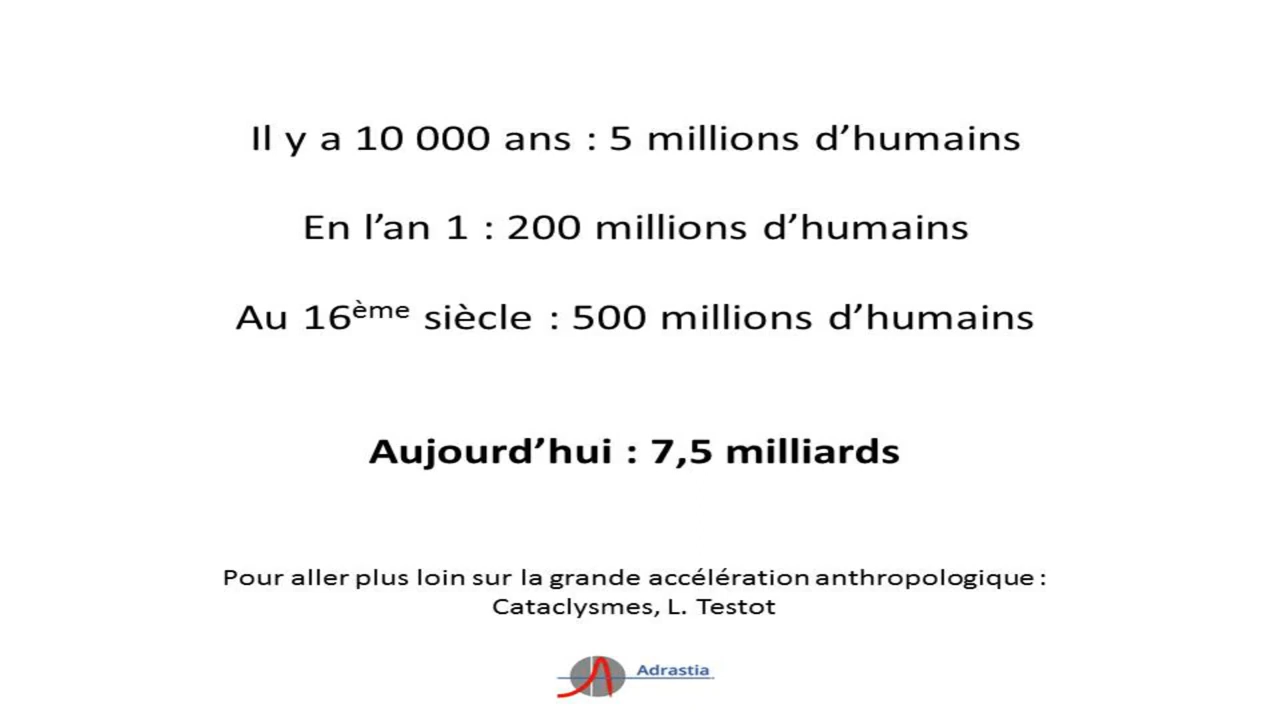 Il y a 10 000 ans : 5 millions d’humains
En l’an 1 : 200 millions d’humains
Au 16ème siècle : 500 millions d’humains
Aujourd’hui : 7,5 milliards
Pour aller plus loin sur la grande accélération anthropologique :
Cataclysmes, L. Testot
Adrastia